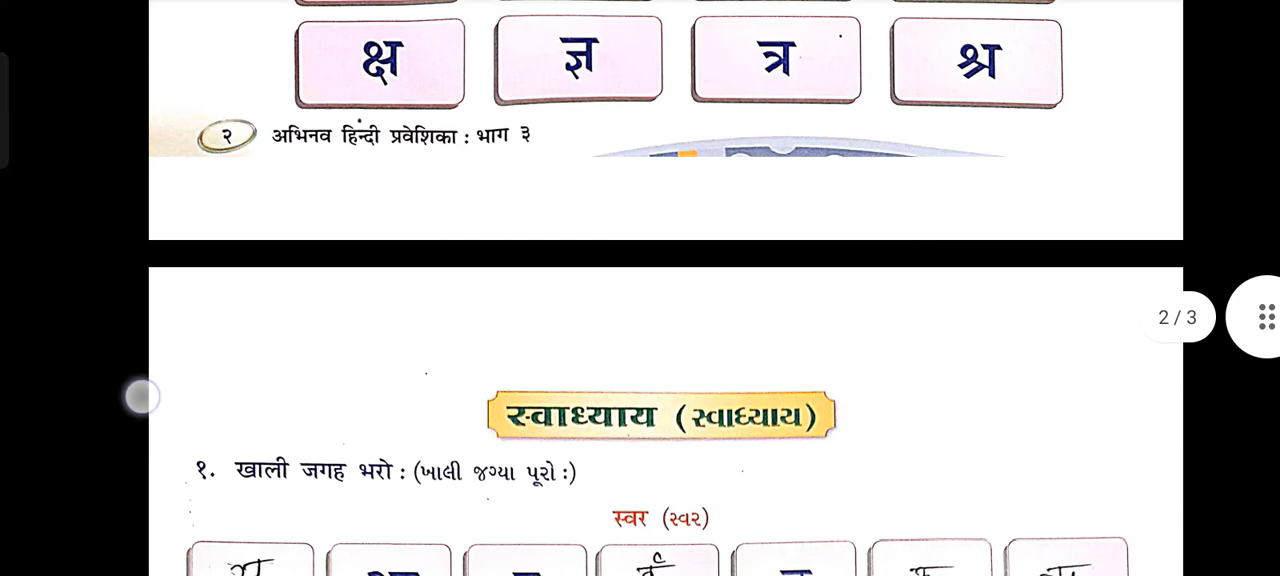 क्ष ज्ञ त्र श्र
२ अभिनव हिन्दी प्रवेशिका : भाग ३
2 / 3
स्वाध्याय (સ્વાધ્યાય)
१. खाली जगह भरो : (ખાલી જગ્યા પૂરો :)
स्वर (સ્વર)